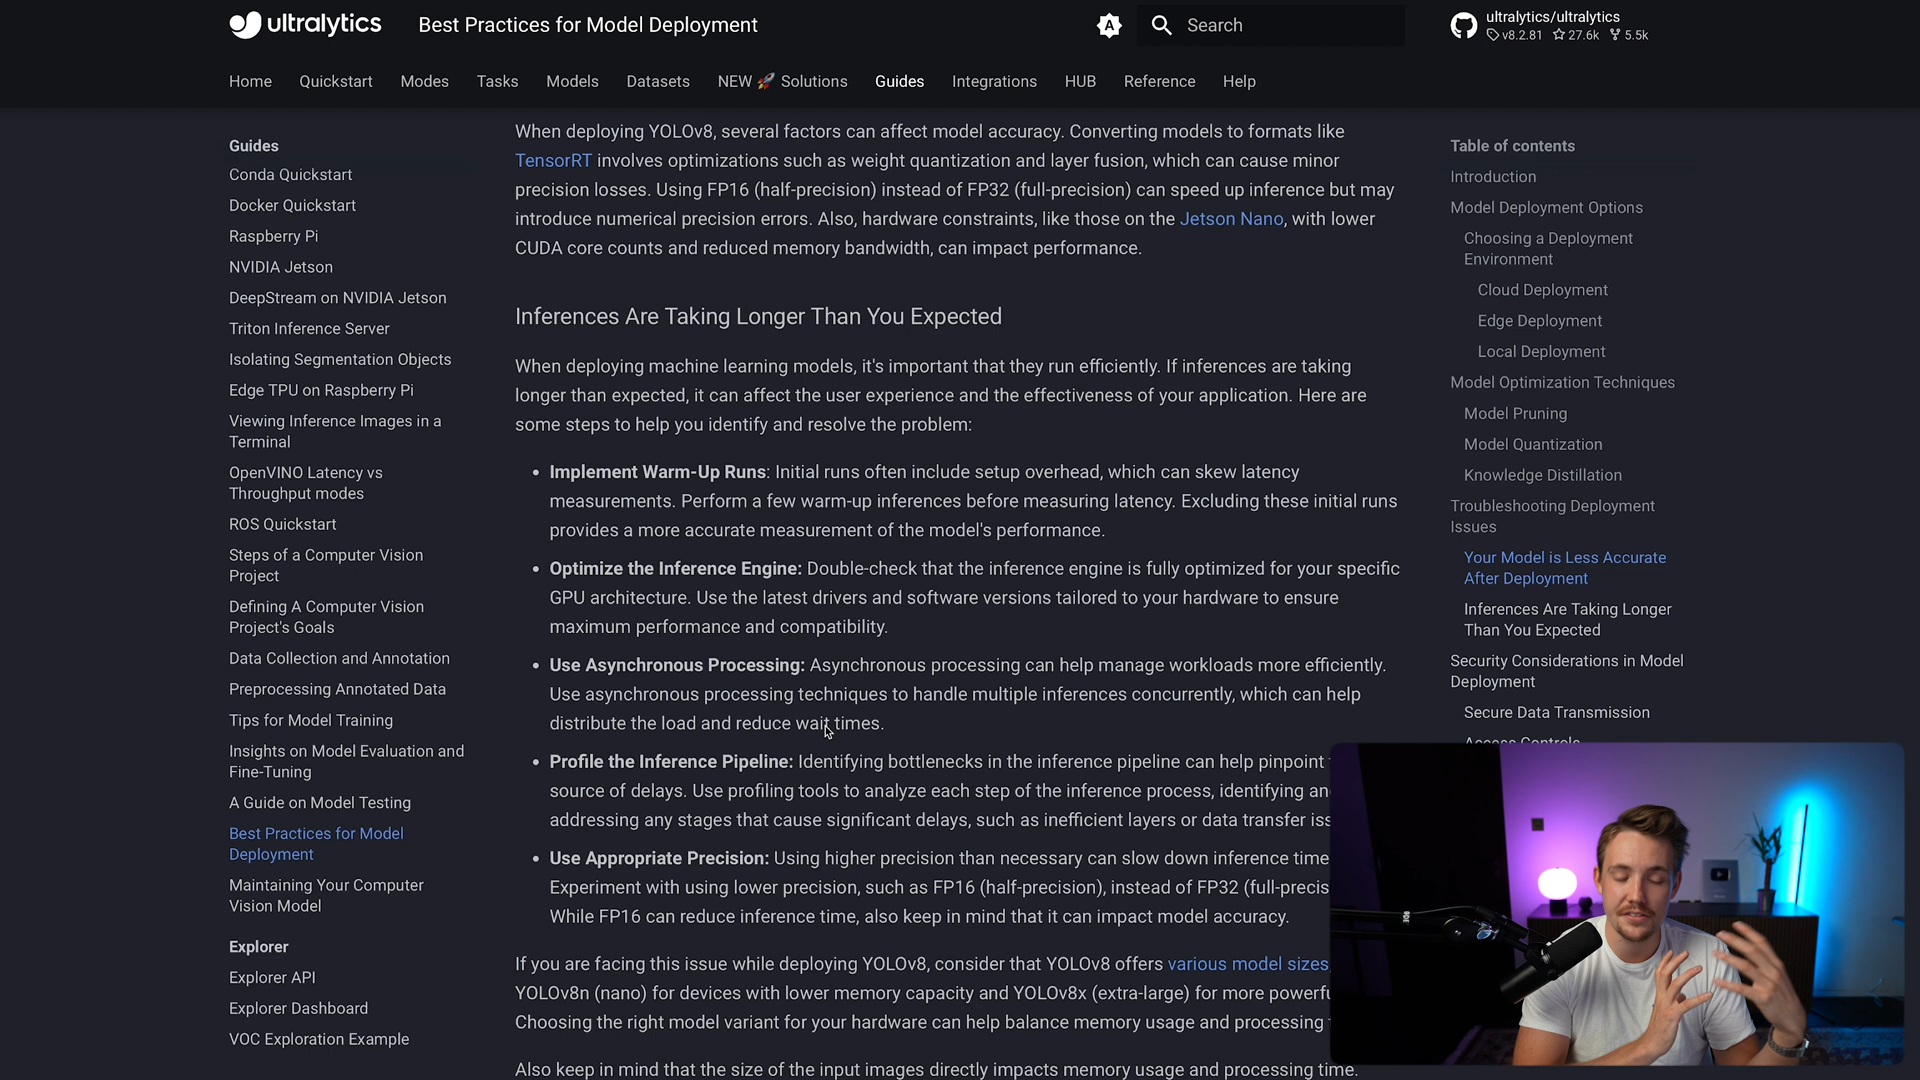 ultralytics
Best Practices for Model Deployment
Search
ultralytics/ultralytics
v8.2.81 27.6k 5.5k
Home Quickstart Modes Tasks Models Datasets NEW 🚀 Solutions Guides Integrations HUB Reference Help
Guides
Conda Quickstart
Docker Quickstart
Raspberry Pi
NVIDIA Jetson
DeepStream on NVIDIA Jetson
Triton Inference Server
Isolating Segmentation Objects
Edge TPU on Raspberry Pi
Viewing Inference Images in a
Terminal
OpenVINO Latency vs
Throughput modes
ROS Quickstart
Steps of a Computer Vision
Project
Defining A Computer Vision
Project's Goals
Data Collection and Annotation
Preprocessing Annotated Data
Tips for Model Training
Insights on Model Evaluation and
Fine-Tuning
A Guide on Model Testing
Best Practices for Model
Deployment
Maintaining Your Computer
Vision Model
Explorer
Explorer API
Explorer Dashboard
VOC Exploration Example
When deploying YOLOv8, several factors can affect model accuracy. Converting models to formats like
TensorRT involves optimizations such as weight quantization and layer fusion, which can cause minor
precision losses. Using FP16 (half-precision) instead of FP32 (full-precision) can speed up inference but may
introduce numerical precision errors. Also, hardware constraints, like those on the Jetson Nano, with lower
CUDA core counts and reduced memory bandwidth, can impact performance.
Inferences Are Taking Longer Than You Expected
When deploying machine learning models, it's important that they run efficiently. If inferences are taking
longer than expected, it can affect the user experience and the effectiveness of your application. Here are
some steps to help you identify and resolve the problem:
• Implement Warm-Up Runs: Initial runs often include setup overhead, which can skew latency
measurements. Perform a few warm-up inferences before measuring latency. Excluding these initial runs
provides a more accurate measurement of the model's performance.
• Optimize the Inference Engine: Double-check that the inference engine is fully optimized for your specific
GPU architecture. Use the latest drivers and software versions tailored to your hardware to ensure
maximum performance and compatibility.
• Use Asynchronous Processing: Asynchronous processing can help manage workloads more efficiently.
Use asynchronous processing techniques to handle multiple inferences concurrently, which can help
distribute the load and reduce wait times.
• Profile the Inference Pipeline: Identifying bottlenecks in the inference pipeline can help pinpoint
source of delays. Use profiling tools to analyze each step of the inference process, identifying an
addressing any stages that cause significant delays, such as inefficient layers or data transfer iss
• Use Appropriate Precision: Using higher precision than necessary can slow down inference time
Experiment with using lower precision, such as FP16 (half-precision), instead of FP32 (full-precis
While FP16 can reduce inference time, also keep in mind that it can impact model accuracy.
If you are facing this issue while deploying YOLOv8, consider that YOLOv8 offers various model sizes,
YOLOv8n (nano) for devices with lower memory capacity and YOLOv8x (extra-large) for more powerfu
Choosing the right model variant for your hardware can help balance memory usage and processing
Also keep in mind that the size of the input images directly impacts memory usage and processing time.
Table of contents
Introduction
Model Deployment Options
Choosing a Deployment
Environment
Cloud Deployment
Edge Deployment
Local Deployment
Model Optimization Techniques
Model Pruning
Model Quantization
Knowledge Distillation
Troubleshooting Deployment
Issues
Your Model is Less Accurate
After Deployment
Inferences Are Taking Longer
Than You Expected
Security Considerations in Model
Deployment
Secure Data Transmission
Access Controls